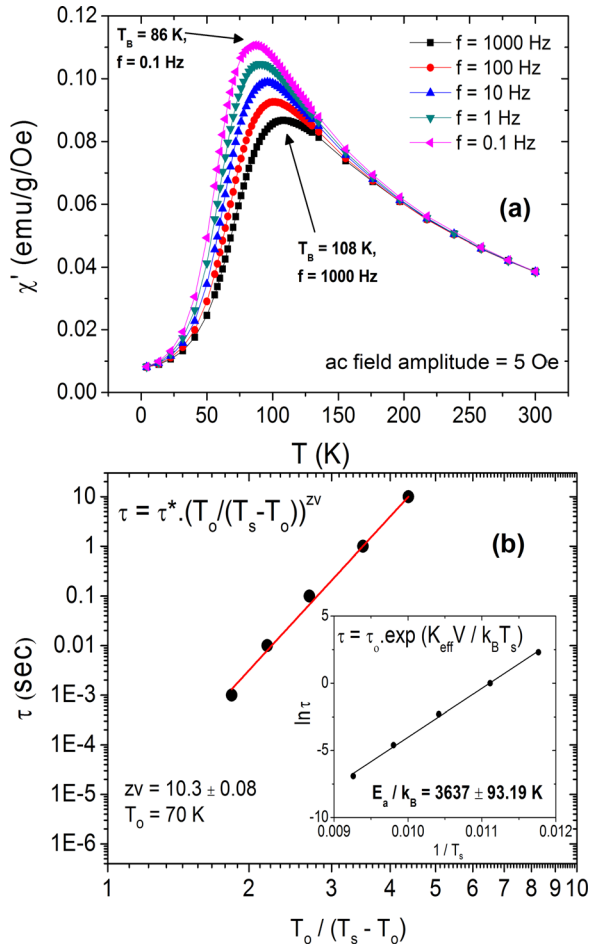 (a)
T_B = 86 K,
f = 0.1 Hz
f = 1000 Hz
f = 100 Hz
f = 10 Hz
f = 1 Hz
f = 0.1 Hz
T_B = 108 K,
f = 1000 Hz
ac field amplitude = 5 Oe
χ' (emu/g/Oe)
0.12
0.10
0.08
0.06
0.04
0.02
0.00
0 50 100 150 200 250 300
T (K)
τ = τ*.(T_o/(T_s-T_o))^zv
(b)
τ (sec)
10
1
0.1
0.01
1E-3
1E-4
1E-5
1E-6
zv = 10.3 ± 0.08
T_o = 70 K
τ = τ_o.exp (K_eff V / k_B T_s)
ln τ
5
0
-5
-10
E_a / k_B = 3637 ± 93.19 K
0.009 0.010 0.011 0.012
1 / T_s
1 2 3 4 5 6 7 8 9 10
T_o / (T_s - T_o)